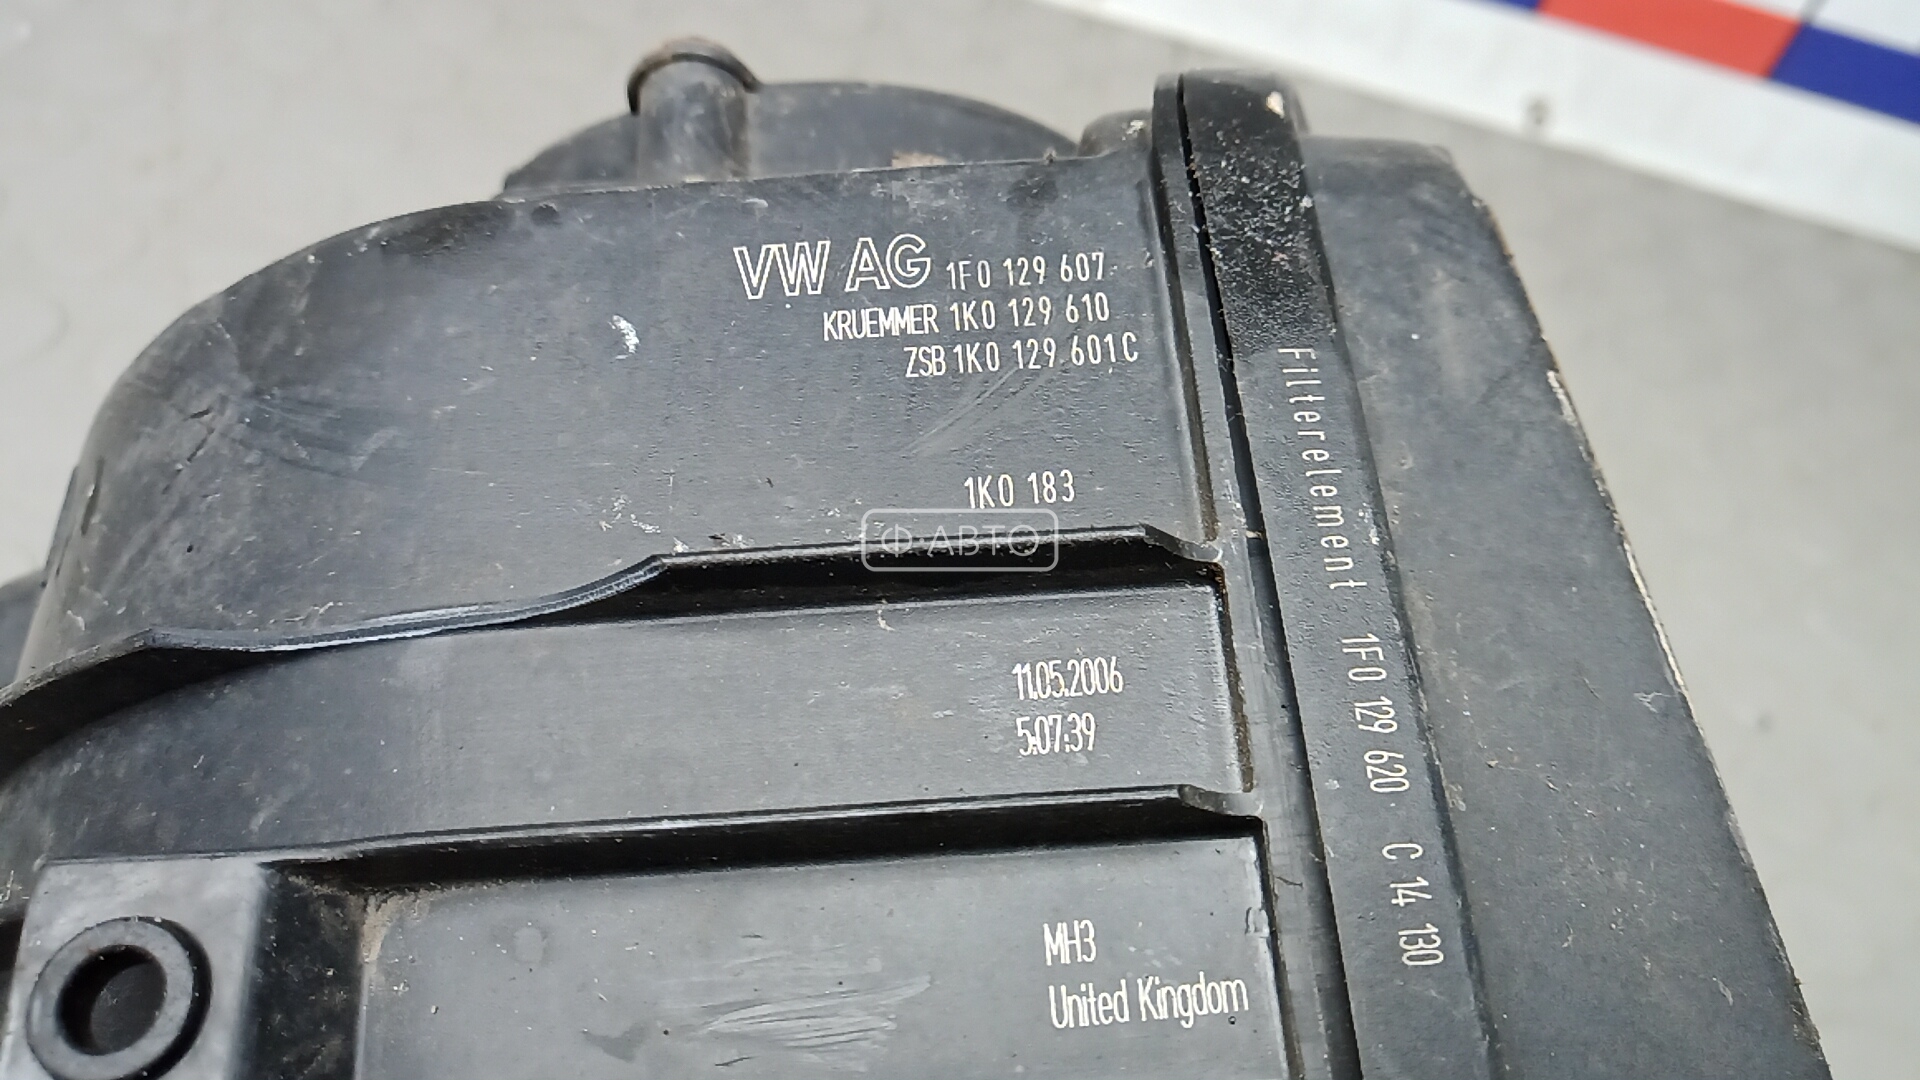 VW AG 1F0 129 607
KRUEMMER 1K0 129 610
ZSB 1K0 129 601 C
1K0 183
Ф·АВТО
11.05.2006
5:07:39
MH3
United Kingdom
Filterelement 1F0 129 620 C 14 130